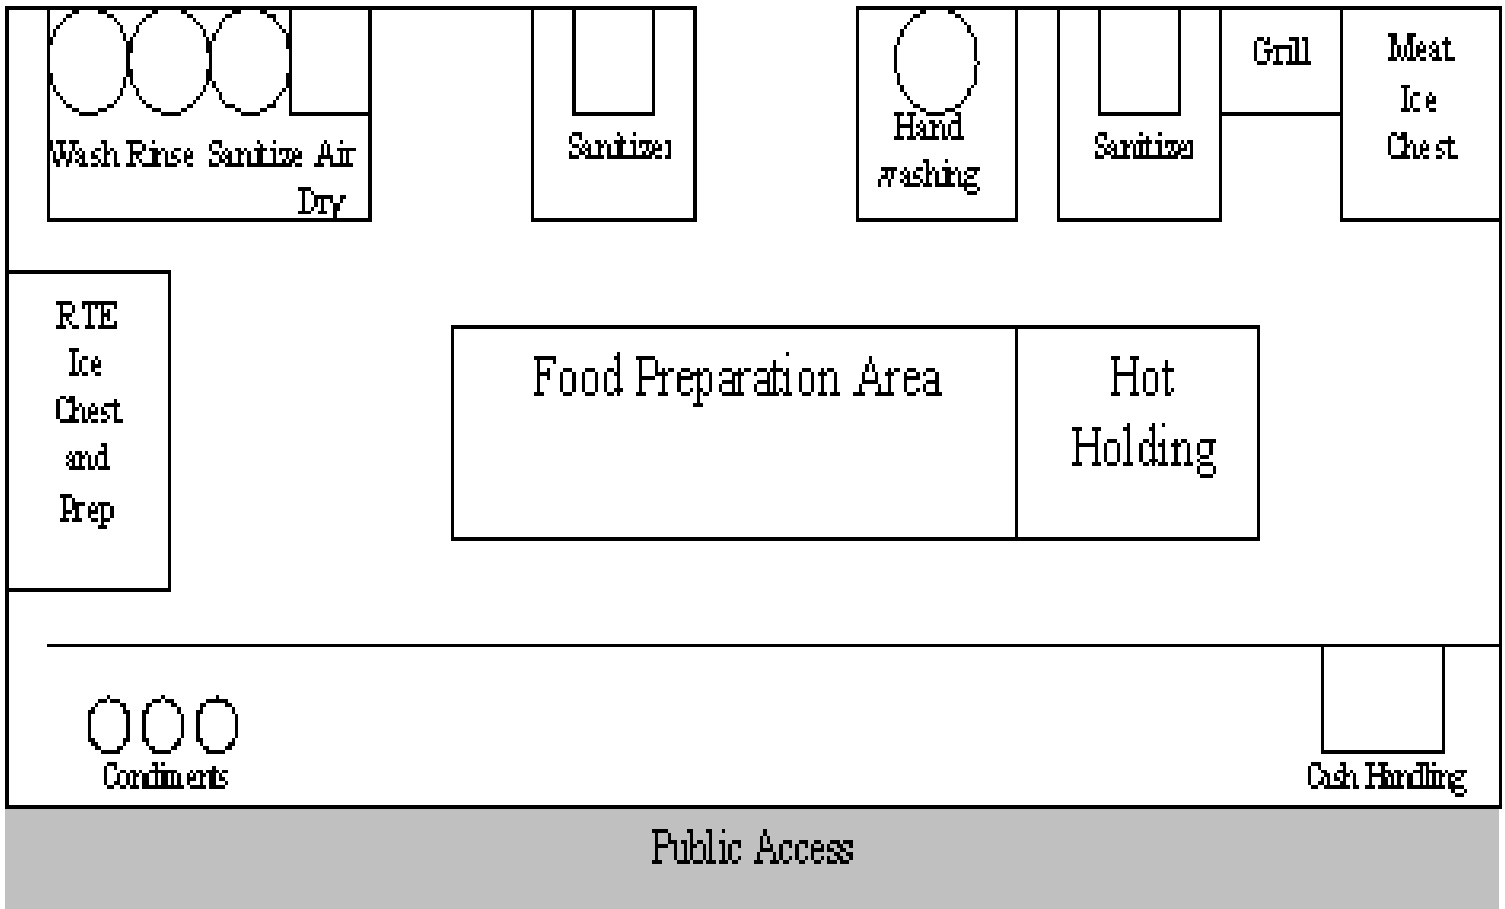 Wash Rinse Sanitize Air
Dry
Sanitizer
Hand
washing
Sanitizer
Grill
Meat
Ice
Chest
RTE
Ice
Chest
and
Prep
Food Preparation Area
Hot
Holding
Condiments
Cash Handling
Public Access